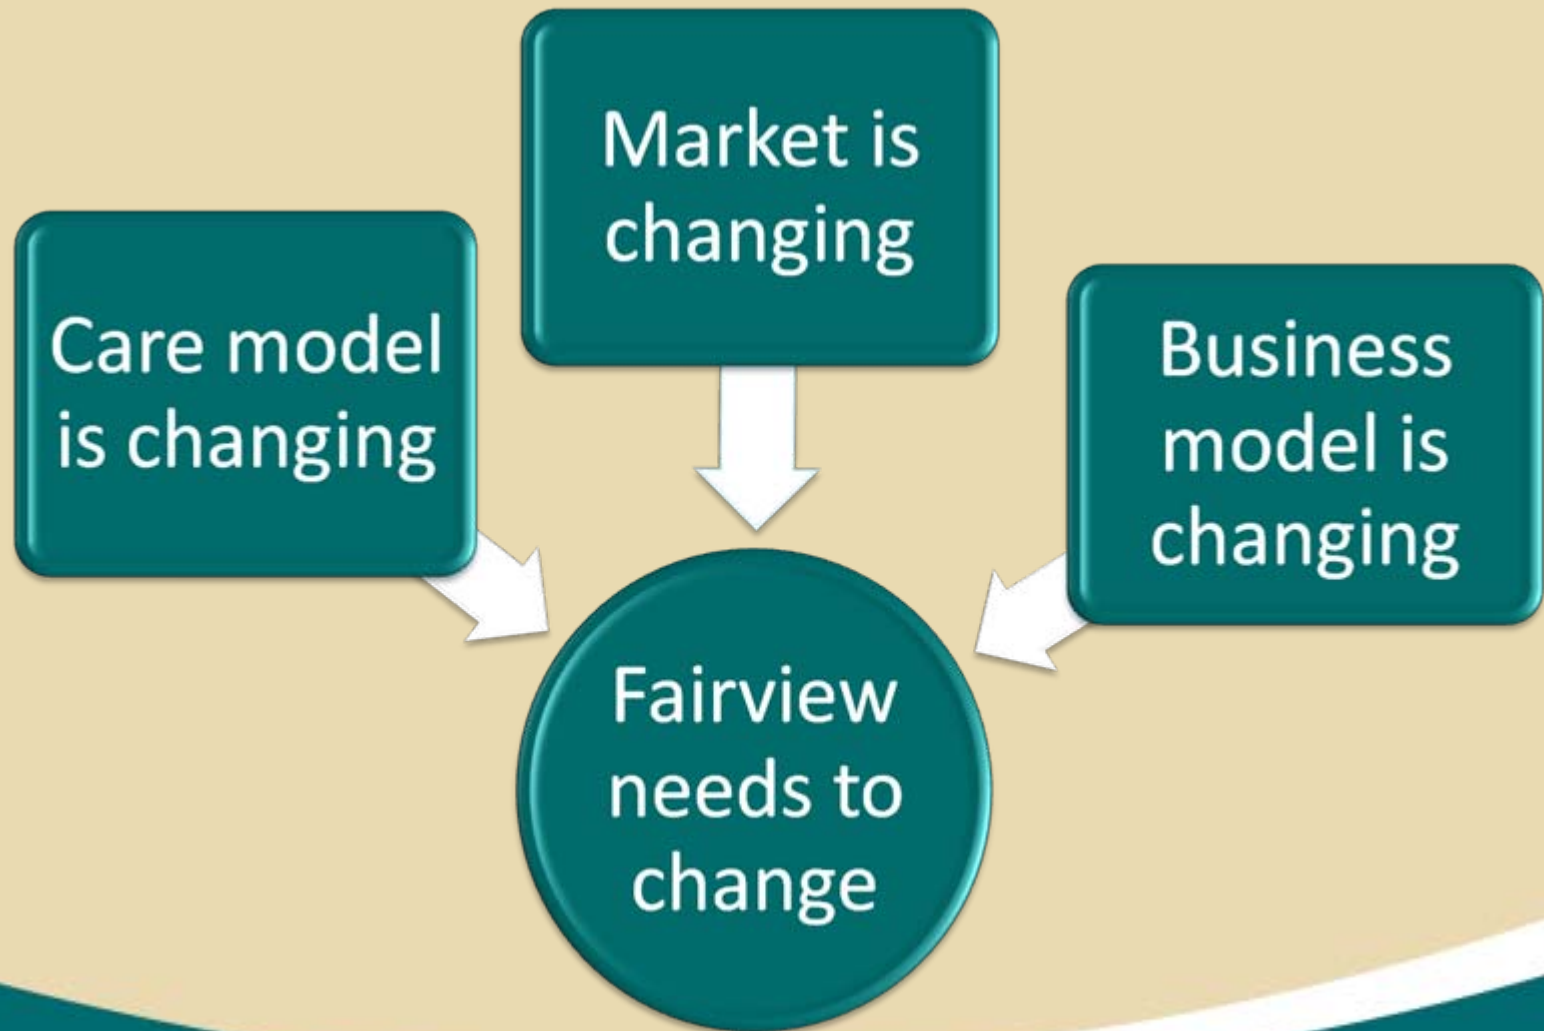 Market is
changing
Care model
is changing
Business
model is
changing
Fairview
needs to
change